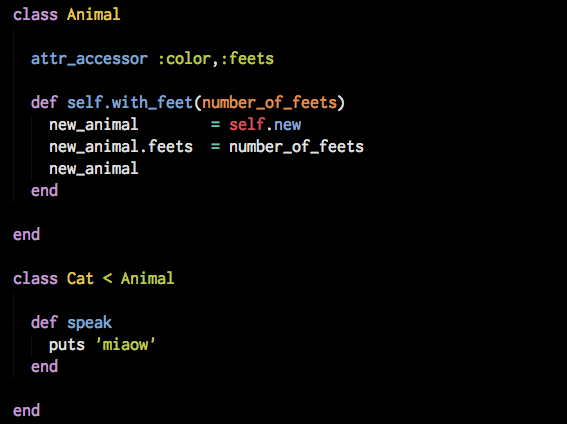 class Animal
attr_accessor :color,:feets
def self.with_feet(number_of_feets)
new_animal = self.new
new_animal.feets = number_of_feets
new_animal
end
end
class Cat < Animal
def speak
puts 'miaow'
end
end